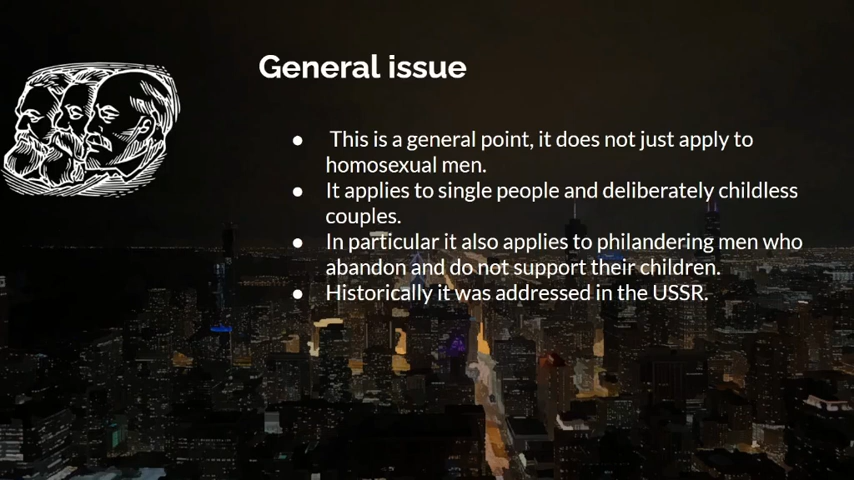 General issue
● This is a general point, it does not just apply to
homosexual men.
● It applies to single people and deliberately childless
couples.
● In particular it also applies to philandering men who
abandon and do not support their children.
● Historically it was addressed in the USSR.